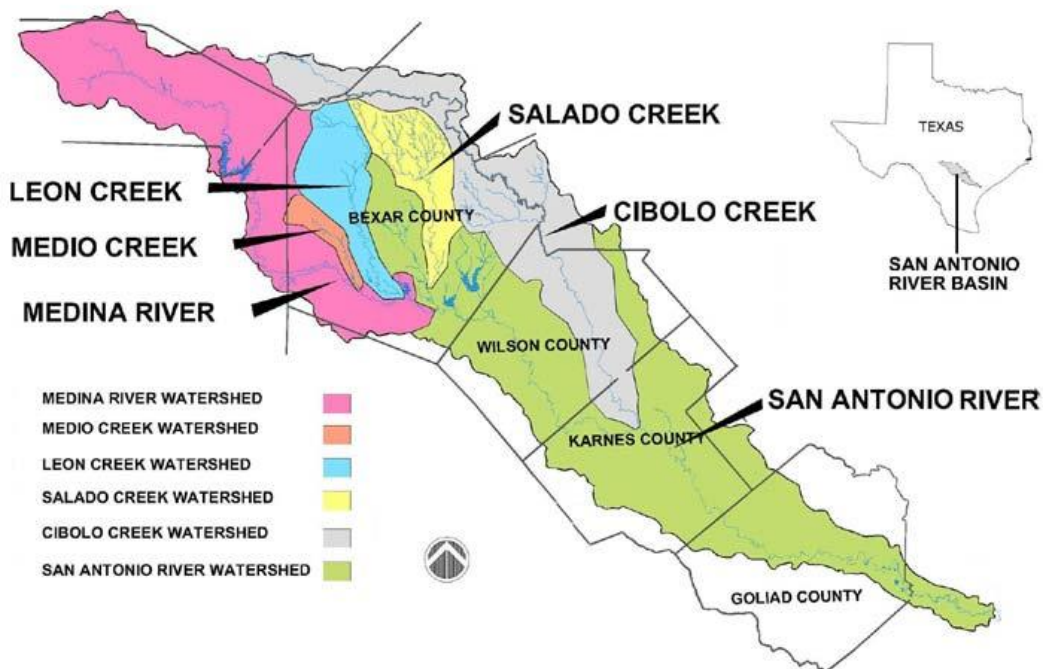 SALADO CREEK
TEXAS
LEON CREEK
BEXAR COUNTY
CIBOLO CREEK
MEDIO CREEK
SAN ANTONIO
RIVER BASIN
MEDINA RIVER
WILSON COUNTY
MEDINA RIVER WATERSHED
MEDIO CREEK WATERSHED
LEON CREEK WATERSHED
SALADO CREEK WATERSHED
CIBOLO CREEK WATERSHED
SAN ANTONIO RIVER WATERSHED
SAN ANTONIO RIVER
KARNES COUNTY
GOLIAD COUNTY